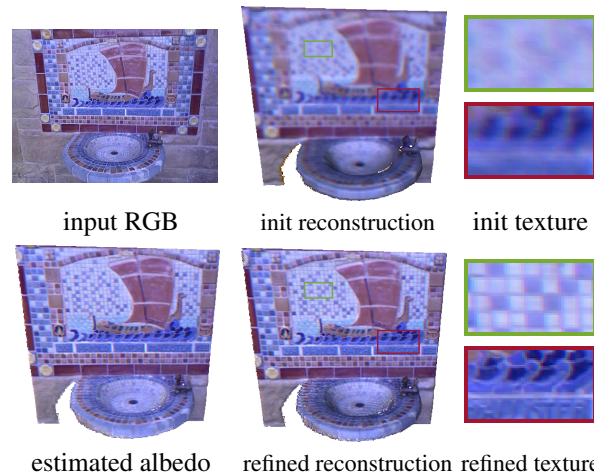 input RGB
init reconstruction
init texture
estimated albedo
refined reconstruction
refined texture